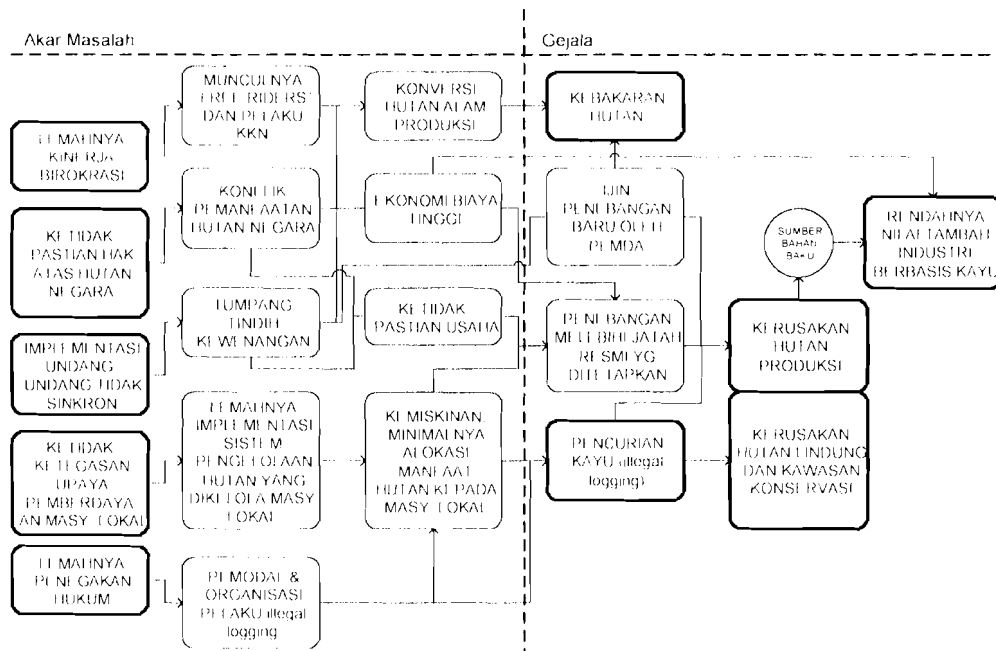 Akar Masalah
Gejala
LEMAHNYA
KINERJA
BIROKRASI
KETIDAK
PASTIAN HAK
ATAS HUTAN
NEGARA
IMPLEMENTASI
UNDANG
UNDANG TIDAK
SINKRON
KETIDAK
KETEGASAN
UPAYA
PEMBERDAYA
AN MASY. LOKAL
LEMAHNYA
PENEGAKAN
HUKUM
MUNCULNYA
'FREE RIDERS'
DAN PELAKU
KKN
KONFLIK
PEMANFAATAN
HUTAN NEGARA
TUMPANG
TINDIH
KEWENANGAN
LEMAHNYA
IMPLEMENTASI
SISTEM
PENGELOLAAN
HUTAN YANG
DIKELOLA MASY
LOKAL
PEMODAL &
ORGANISASI
PELAKU illegal
logging
KONVERSI
HUTAN ALAM
PRODUKSI
EKONOMI BIAYA
TINGGI
KETIDAK
PASTIAN USAHA
KEMISKINAN,
MINIMALNYA
ALOKASI
MANFAAT
HUTAN KEPADA
MASY. LOKAL
KEBAKARAN
HUTAN
IJIN
PENEBANGAN
BARU OLEH
PEMDA
PENEBANGAN
MELEBIHI JATAH
RESMI YG
DITETAPKAN
PENCURIAN
KAYU (illegal
logging)
SUMBER
BAHAN
BAKU
KERUSAKAN
HUTAN
PRODUKSI
KERUSAKAN
HUTAN LINDUNG
DAN KAWASAN
KONSERVASI
RENDAHNYA
NILAI TAMBAH
INDUSTRI
BERBASIS KAYU